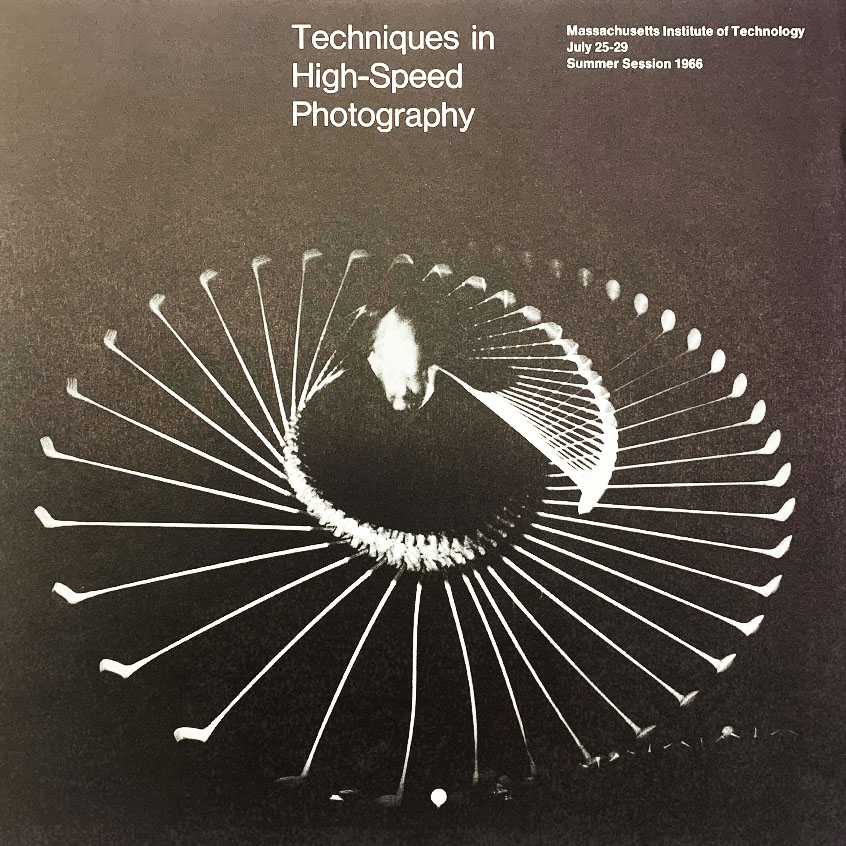 Techniques in
High-Speed
Photography
Massachusetts Institute of Technology
July 25-29
Summer Session 1966